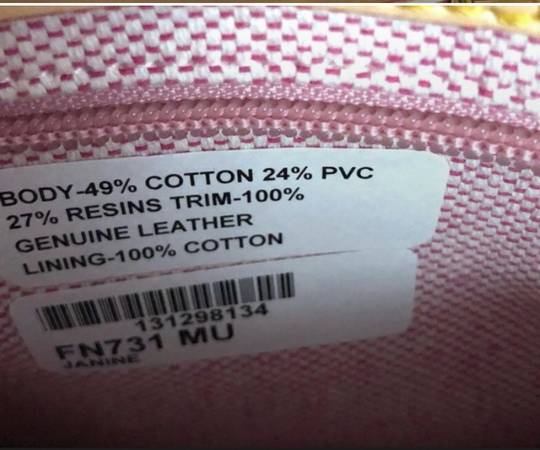 BODY-49% COTTON 24% PVC
27% RESINS TRIM-100%
GENUINE LEATHER
LINING-100% COTTON
131298134
FN731 MU
JANINE